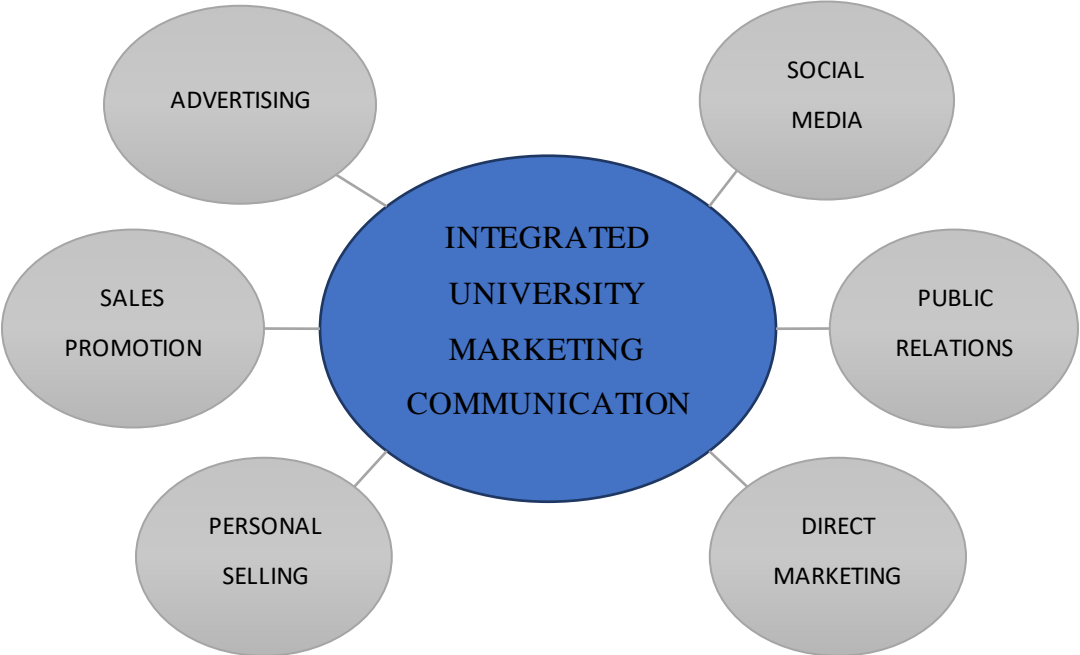 ADVERTISING
SOCIAL
MEDIA
INTEGRATED
UNIVERSITY
MARKETING
COMMUNICATION
SALES
PROMOTION
PUBLIC
RELATIONS
PERSONAL
SELLING
DIRECT
MARKETING